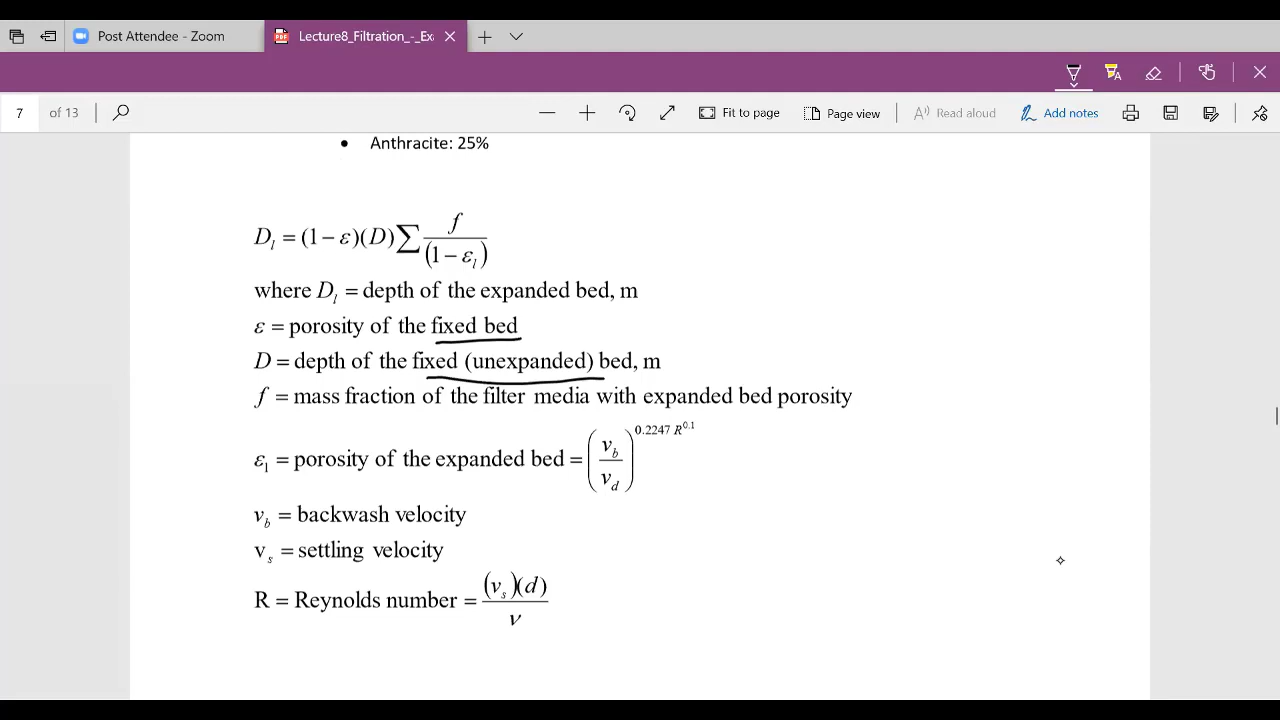 Post Attendee - Zoom
Lecture8_Filtration_-_Exa
7 of 13
Fit to page
Page view
Read aloud
Add notes
• Anthracite: 25%
D_l = (1 − ε)(D) ∑ f / (1 − ε_l)
where D_l = depth of the expanded bed, m
ε = porosity of the fixed bed
D = depth of the fixed (unexpanded) bed, m
f = mass fraction of the filter media with expanded bed porosity
ε_1 = porosity of the expanded bed = (v_b / v_d)^(0.2247 R^0.1)
v_b = backwash velocity
v_s = settling velocity
R = Reynolds number = (v_s)(d) / ν